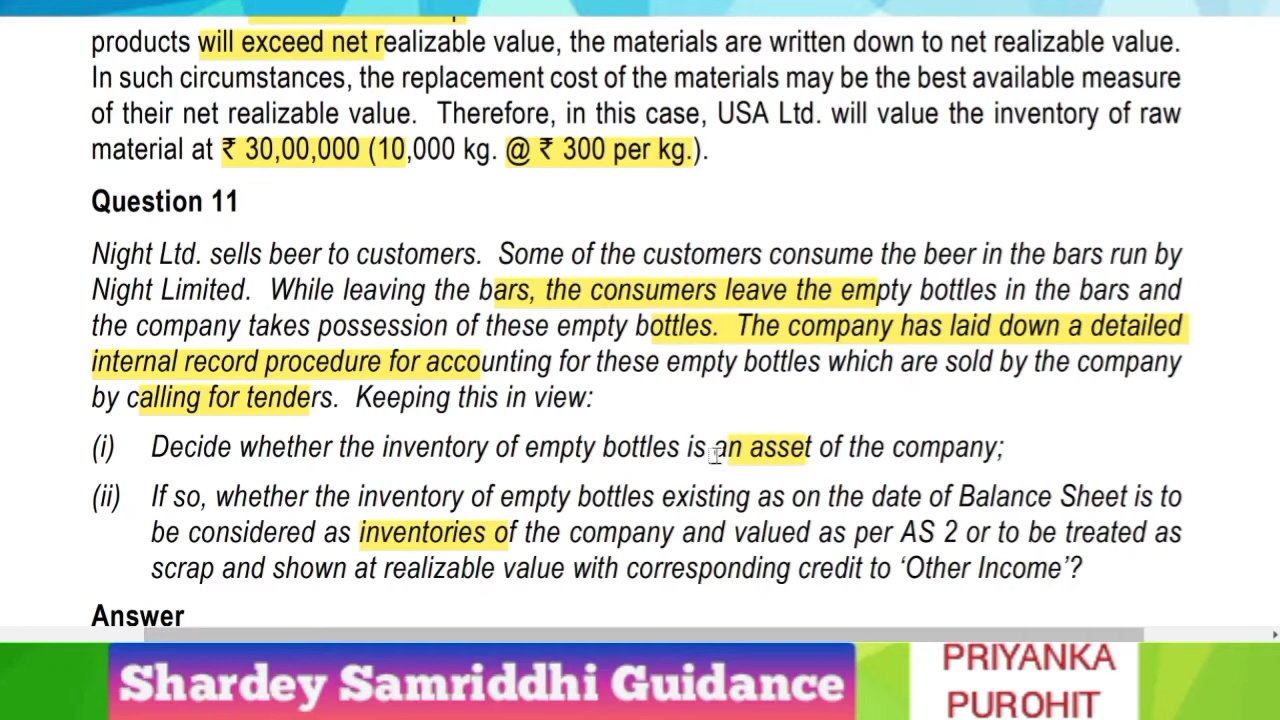 products will exceed net realizable value, the materials are written down to net realizable value.
In such circumstances, the replacement cost of the materials may be the best available measure
of their net realizable value. Therefore, in this case, USA Ltd. will value the inventory of raw
material at ₹ 30,00,000 (10,000 kg. @ ₹ 300 per kg.).
Question 11
Night Ltd. sells beer to customers. Some of the customers consume the beer in the bars run by
Night Limited. While leaving the bars, the consumers leave the empty bottles in the bars and
the company takes possession of these empty bottles. The company has laid down a detailed
internal record procedure for accounting for these empty bottles which are sold by the company
by calling for tenders. Keeping this in view:
(i) Decide whether the inventory of empty bottles is an asset of the company;
(ii) If so, whether the inventory of empty bottles existing as on the date of Balance Sheet is to
be considered as inventories of the company and valued as per AS 2 or to be treated as
scrap and shown at realizable value with corresponding credit to ‘Other Income’?
Answer
Shardey Samriddhi Guidance
PRIYANKA
PUROHIT